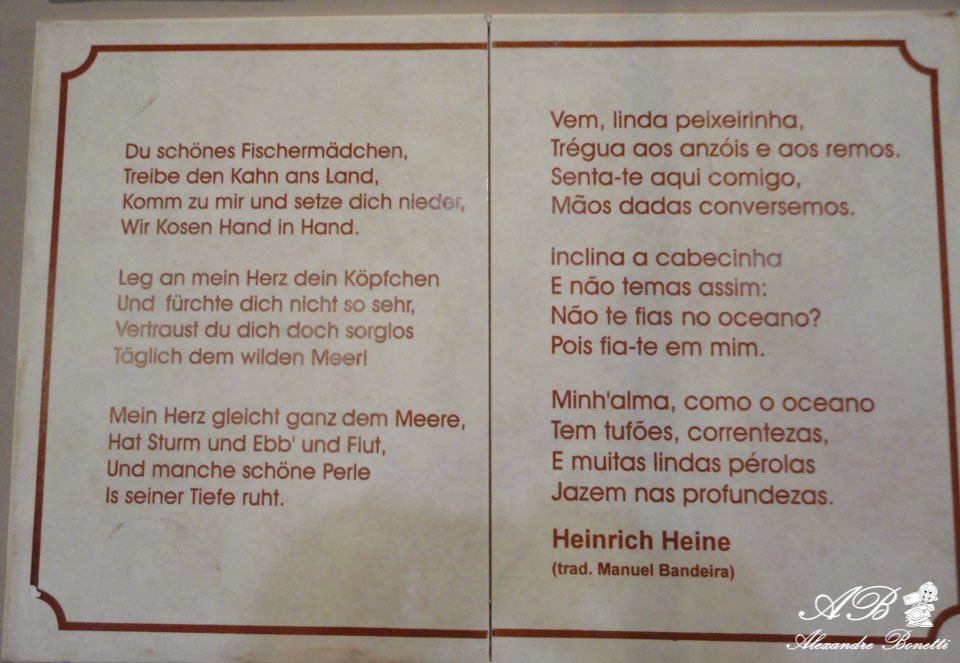 Du schönes Fischermädchen,
Treibe den Kahn ans Land,
Komm zu mir und setze dich nieder,
Wir Kosen Hand in Hand.
Leg an mein Herz dein Köpfchen
Und fürchte dich nicht so sehr,
Vertraust du dich doch sorglos
Täglich dem wilden Meer!
Mein Herz gleicht ganz dem Meere,
Hat Sturm und Ebb' und Flut,
Und manche schöne Perle
Is seiner Tiefe ruht.
Vem, linda peixeirinha,
Trégua aos anzóis e aos remos.
Senta-te aqui comigo,
Mãos dadas conversemos.
Inclina a cabecinha
E não temas assim:
Não te fias no oceano?
Pois fia-te em mim.
Minh'alma, como o oceano
Tem tufões, correntezas,
E muitas lindas pérolas
Jazem nas profundezas.
Heinrich Heine
(trad. Manuel Bandeira)
AB
Alexandre Bonetti